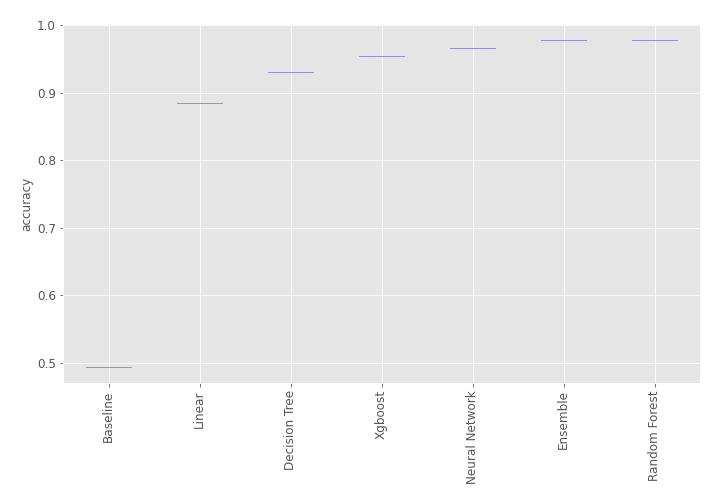 1.0
0.9
0.8
0.7
0.6
0.5
accuracy
Baseline
Linear
Decision Tree
Xgboost
Neural Network
Ensemble
Random Forest